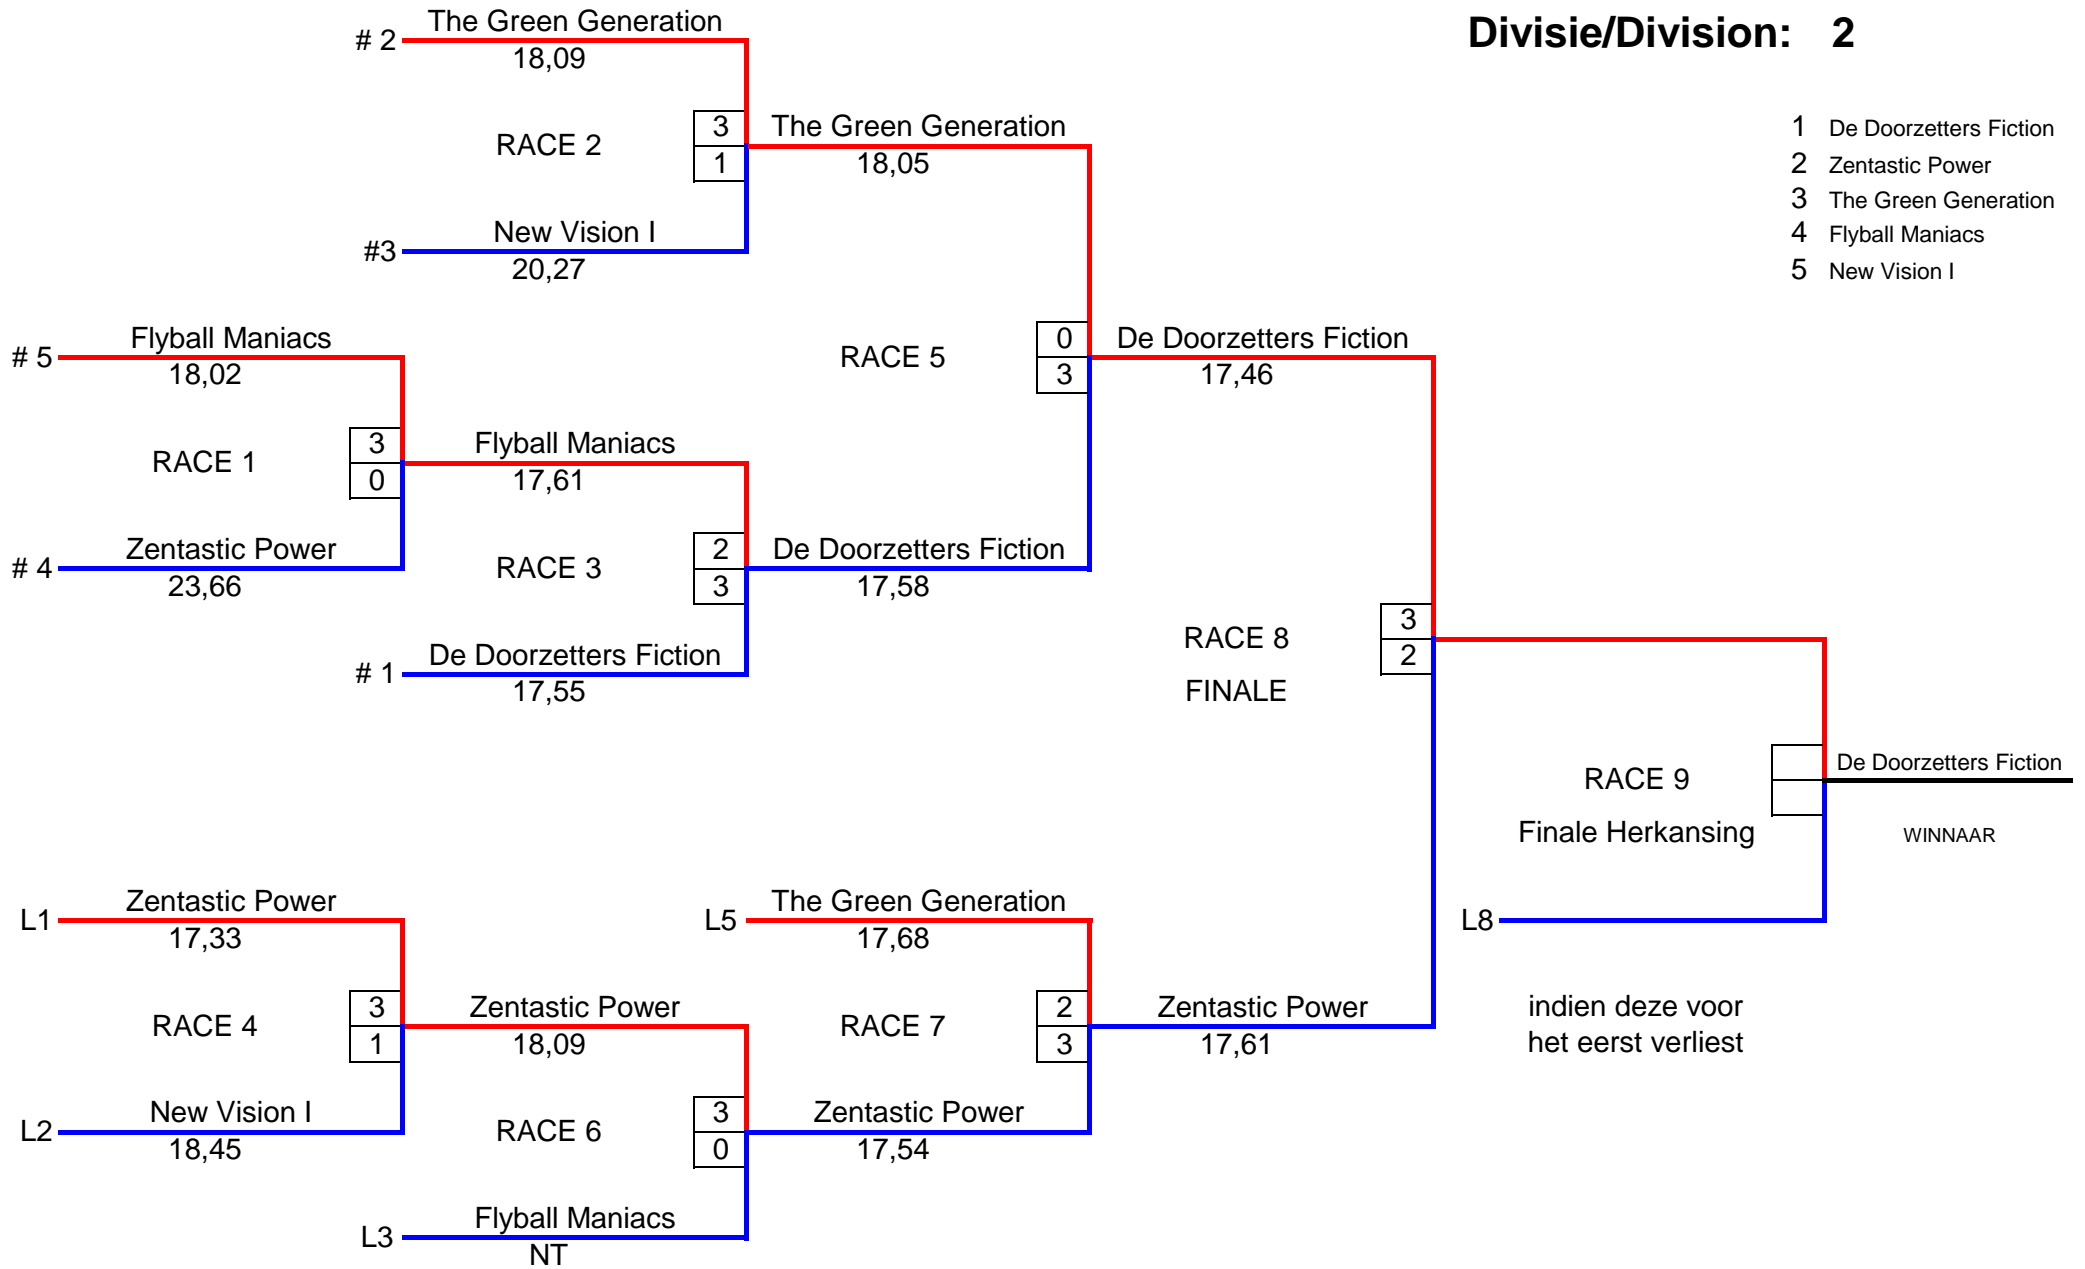 Divisie/Division: 2
1 De Doorzetters Fiction
2 Zentastic Power
3 The Green Generation
4 Flyball Maniacs
5 New Vision I
# 2 The Green Generation
18,09
RACE 2
3
1
#3 New Vision I
20,27
The Green Generation
18,05
# 5 Flyball Maniacs
18,02
RACE 1
3
0
# 4 Zentastic Power
23,66
Flyball Maniacs
17,61
RACE 3
2
3
# 1 De Doorzetters Fiction
17,55
De Doorzetters Fiction
17,58
RACE 5
0
3
De Doorzetters Fiction
17,46
RACE 8
FINALE
3
2
L1 Zentastic Power
17,33
RACE 4
3
1
L2 New Vision I
18,45
Zentastic Power
18,09
RACE 6
3
0
L3 Flyball Maniacs
NT
L5 The Green Generation
17,68
RACE 7
2
3
Zentastic Power
17,54
Zentastic Power
17,61
RACE 9
Finale Herkansing
De Doorzetters Fiction
WINNAAR
L8
indien deze voor
het eerst verliest